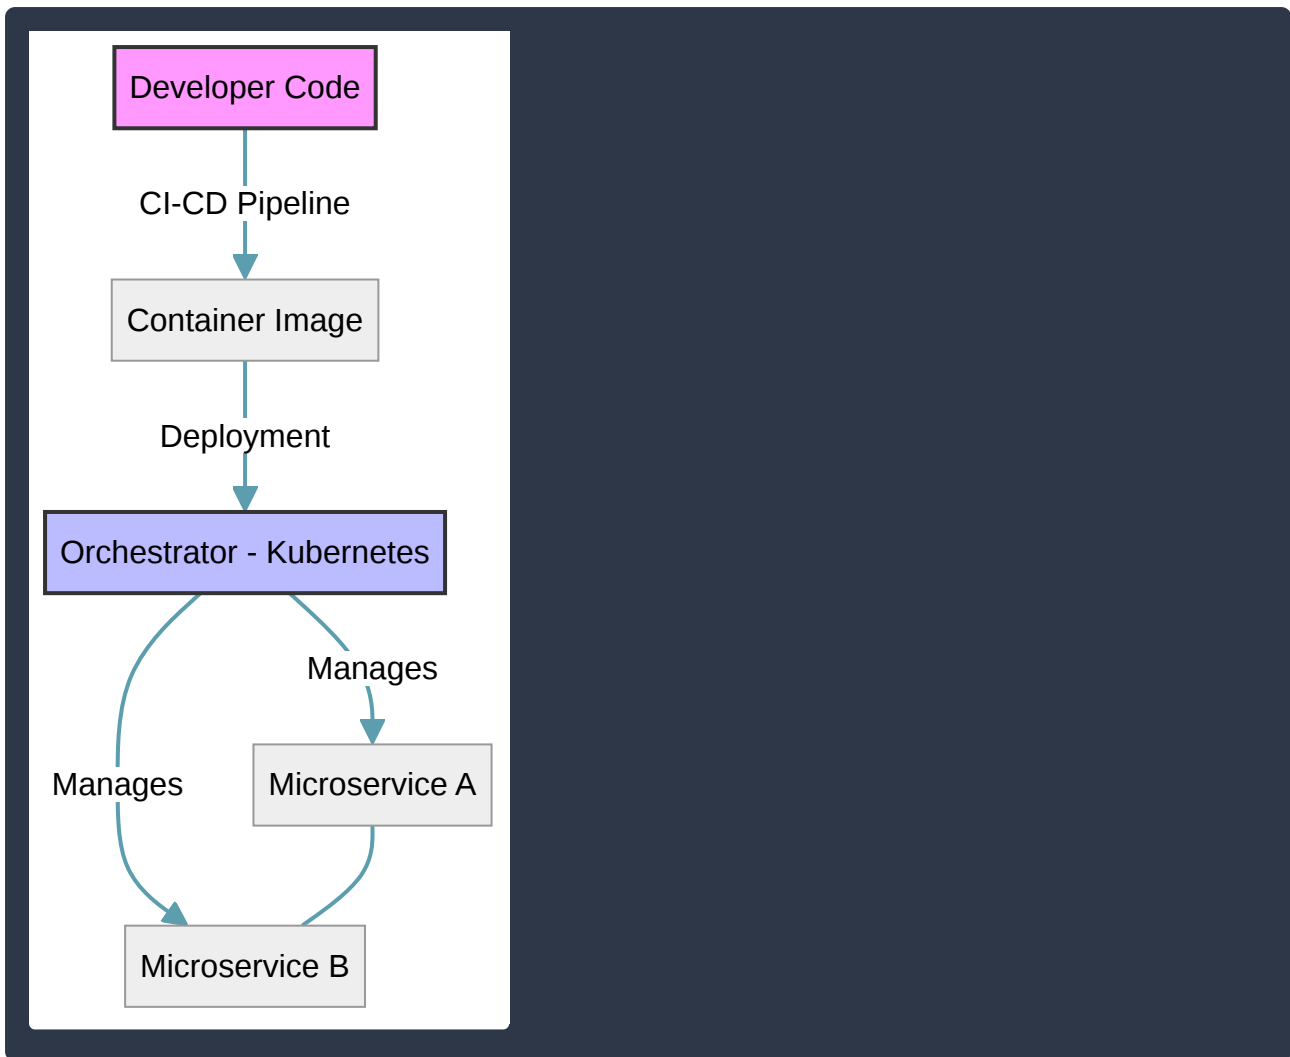 Developer Code
CI-CD Pipeline
Container Image
Deployment
Orchestrator - Kubernetes
Manages
Manages
Microservice A
Microservice B